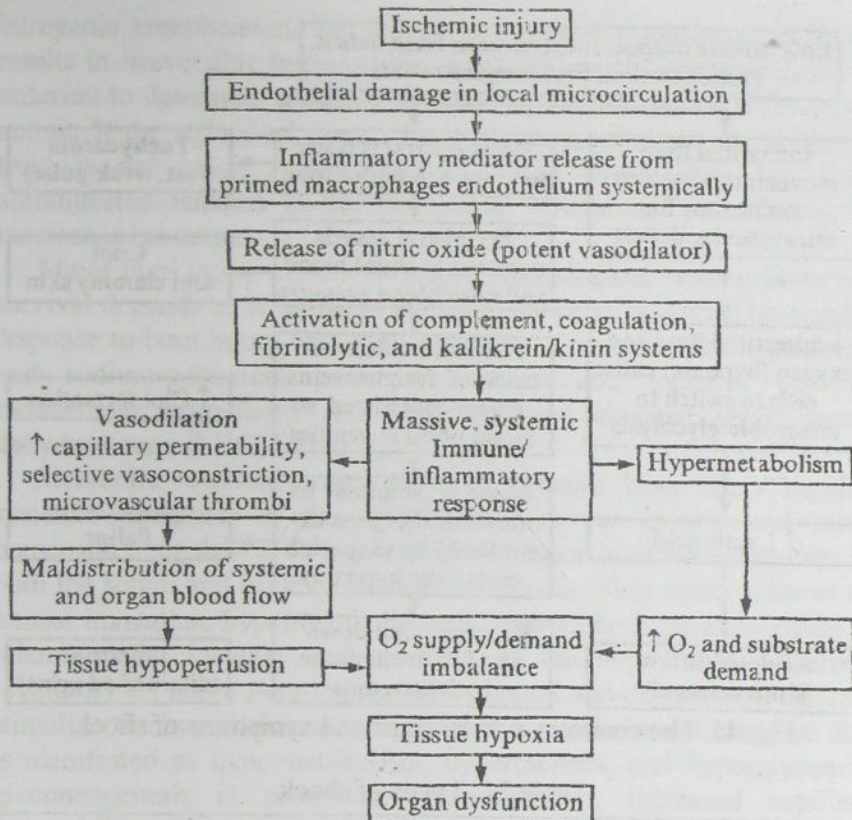 Ischemic injury
Endothelial damage in local microcirculation
Inflammatory mediator release from
primed macrophages endothelium systemically
Release of nitric oxide (potent vasodilator)
Activation of complement, coagulation,
fibrinolytic, and kallikrein/kinin systems
Vasodilation
↑ capillary permeability,
selective vasoconstriction,
microvascular thrombi
Massive, systemic
Immune/
inflammatory
response
Hypermetabolism
Maldistribution of systemic
and organ blood flow
Tissue hypoperfusion
O₂ supply/demand
imbalance
↑ O₂ and substrate
demand
Tissue hypoxia
Organ dysfunction